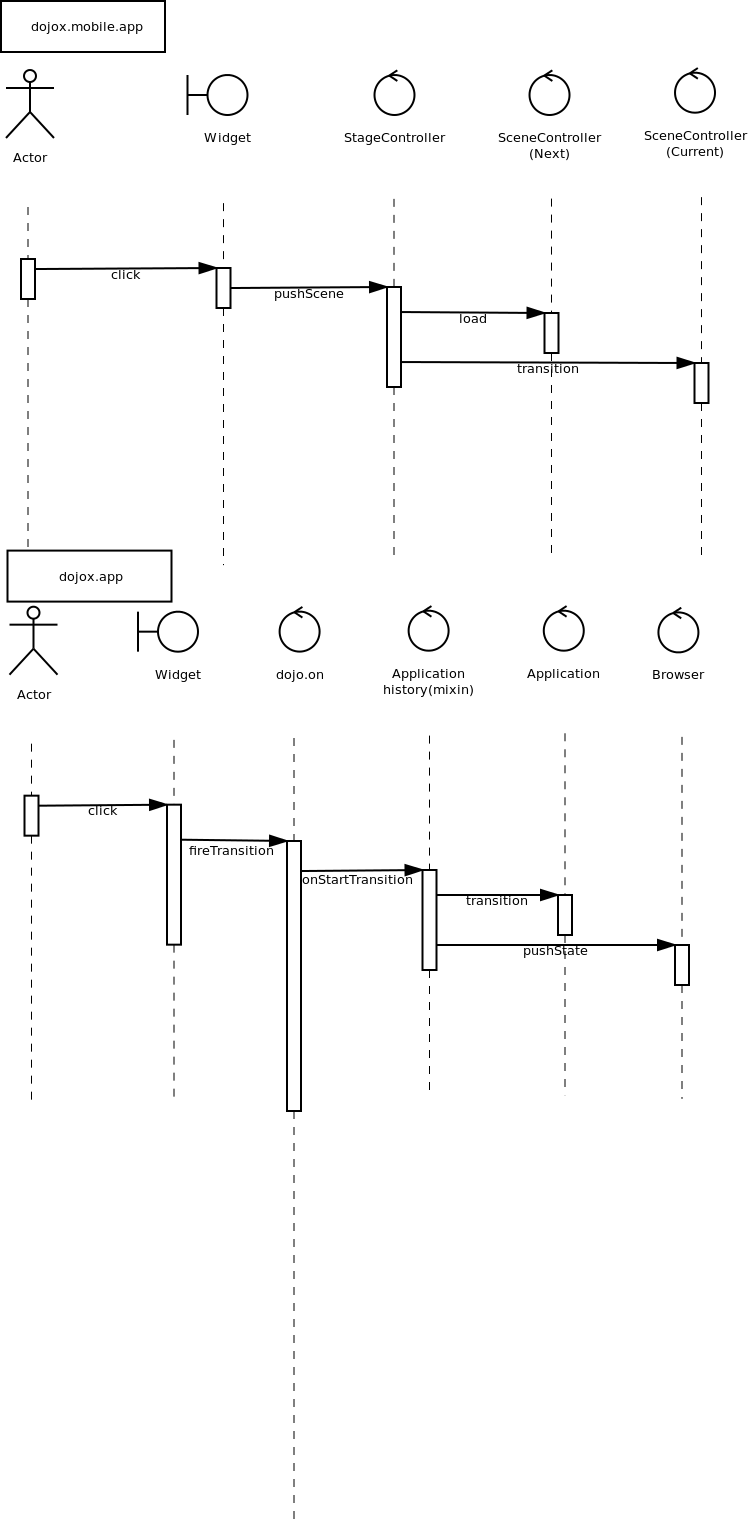 dojox.mobile.app
Actor
Widget
StageController
SceneController
(Next)
SceneController
(Current)
click
pushScene
load
transition
dojox.app
Actor
Widget
dojo.on
Application
history(mixin)
Application
Browser
click
fireTransition
onStartTransition
transition
pushState